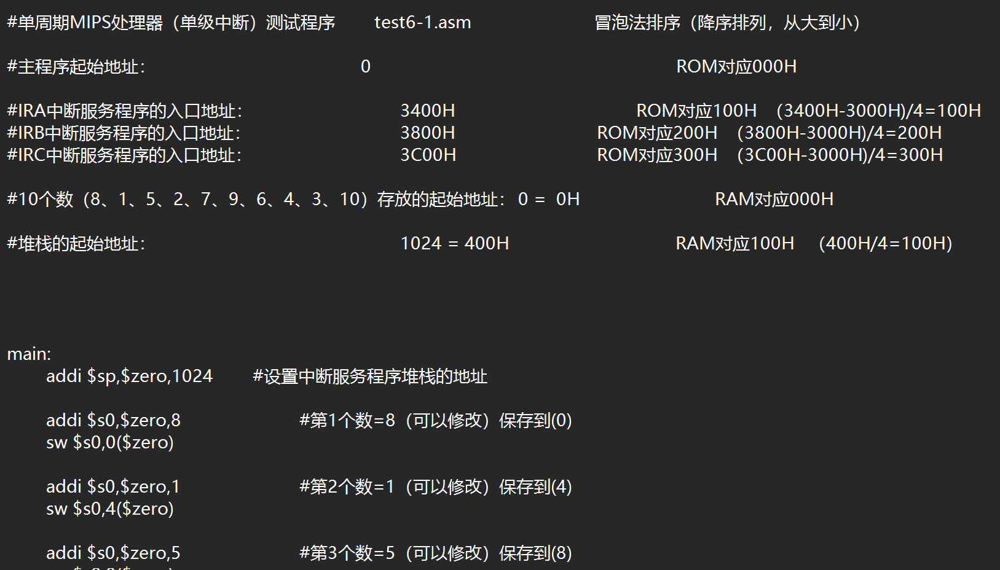 #单周期MIPS处理器（单级中断）测试程序 test6-1.asm 冒泡法排序（降序排列，从大到小）
#主程序起始地址： 0 ROM对应000H
#IRA中断服务程序的入口地址： 3400H ROM对应100H （3400H-3000H)/4=100H
#IRB中断服务程序的入口地址： 3800H ROM对应200H （3800H-3000H)/4=200H
#IRC中断服务程序的入口地址： 3C00H ROM对应300H （3C00H-3000H)/4=300H
#10个数（8、1、5、2、7、9、6、4、3、10）存放的起始地址： 0 = 0H RAM对应000H
#堆栈的起始地址： 1024 = 400H RAM对应100H （400H/4=100H）
main:
addi $sp,$zero,1024 #设置中断服务程序堆栈的地址
addi $s0,$zero,8 #第1个数=8（可以修改）保存到(0)
sw $s0,0($zero)
addi $s0,$zero,1 #第2个数=1（可以修改）保存到(4)
sw $s0,4($zero)
addi $s0,$zero,5 #第3个数=5（可以修改）保存到(8)